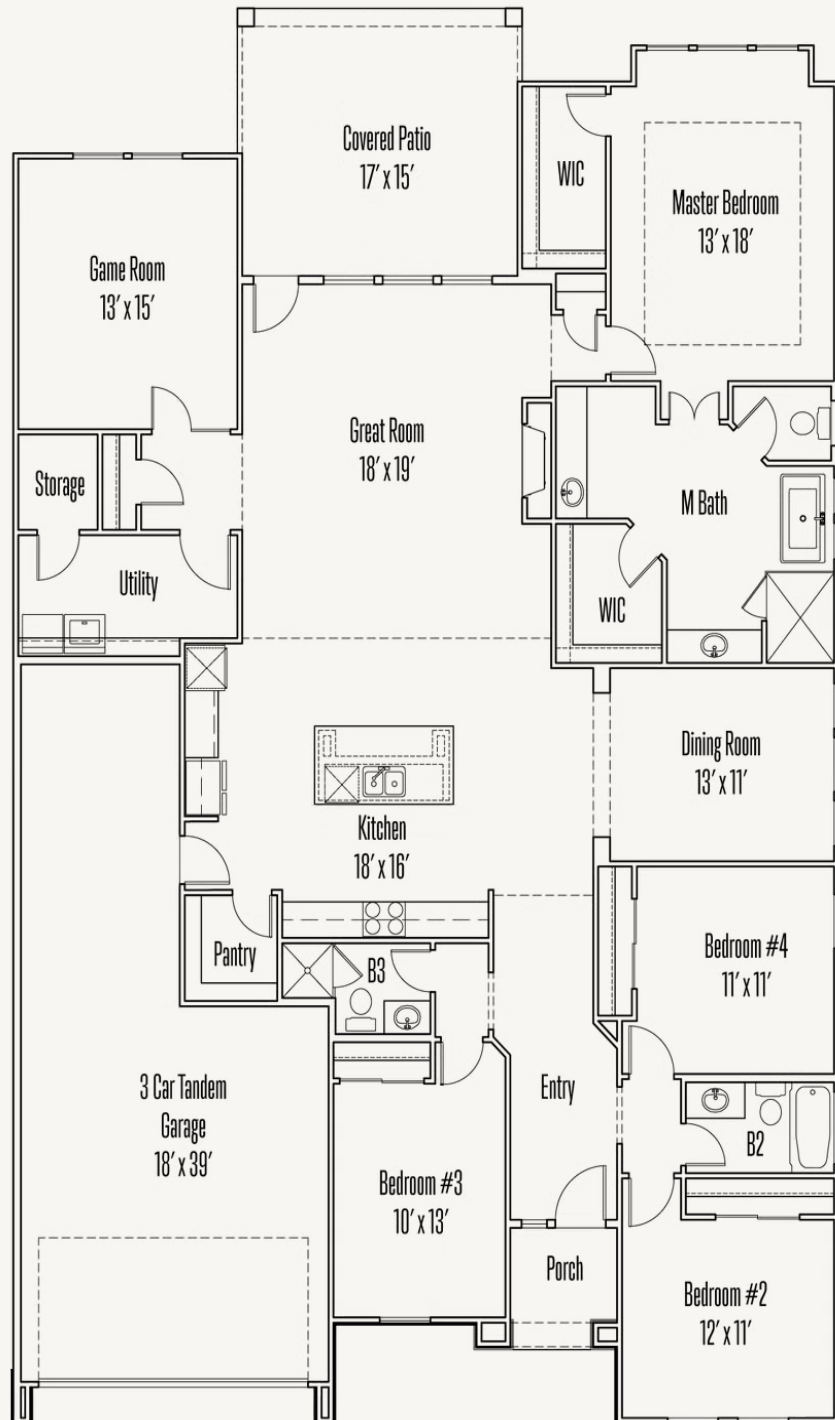 Covered Patio
17' x 15'
WIC
Master Bedroom
13' x 18'
Game Room
13' x 15'
Great Room
18' x 19'
Storage
M Bath
Utility
WIC
Dining Room
13' x 11'
Kitchen
18' x 16'
Pantry
B3
Bedroom #4
11' x 11'
3 Car Tandem
Garage
18' x 39'
Entry
B2
Bedroom #3
10' x 13'
Porch
Bedroom #2
12' x 11'